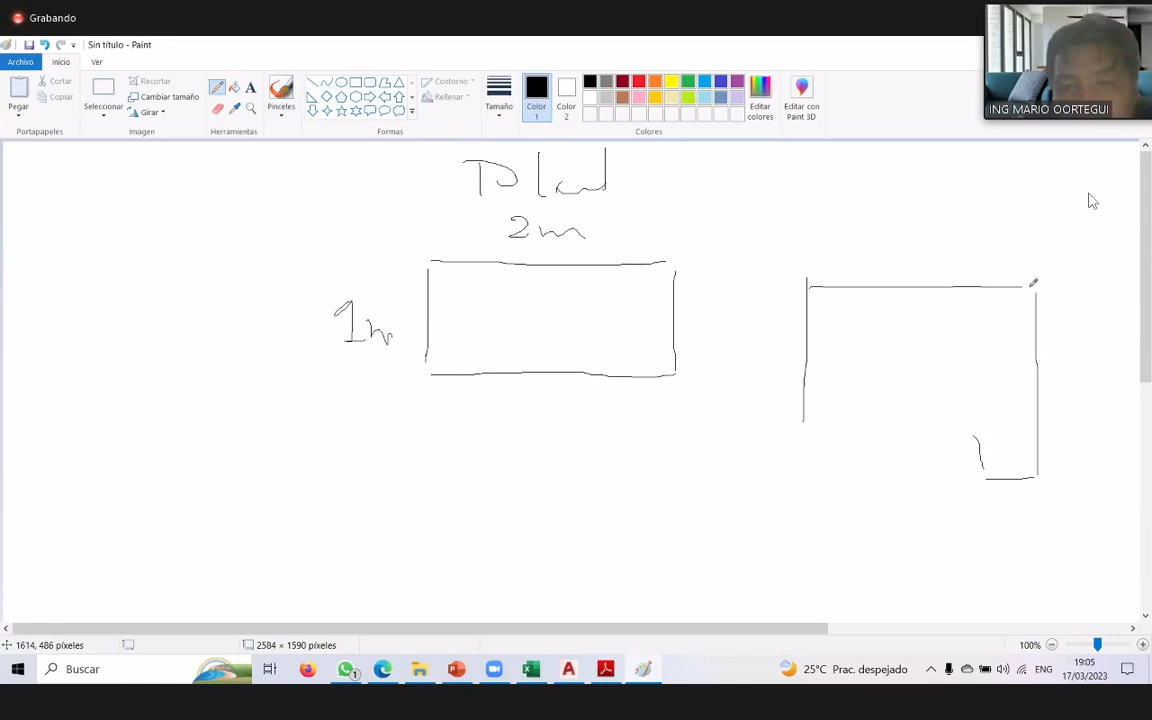 Grabando
Sin título - Paint
Archivo
Inicio
Ver
Pegar
Cortar
Copiar
Portapapeles
Seleccionar
Recortar
Cambiar tamaño
Girar
Imagen
Herramientas
Pinceles
Contorno
Rellenar
Formas
Tamaño
Color 1
Color 2
Colores
Editar colores
Editar con Paint 3D
ING MARIO OORTEGUI
2m
1m
1614, 486 píxeles
2584 × 1590 píxeles
100%
Buscar
1
25°C Prac. despejado
ENG
19:05
17/03/2023